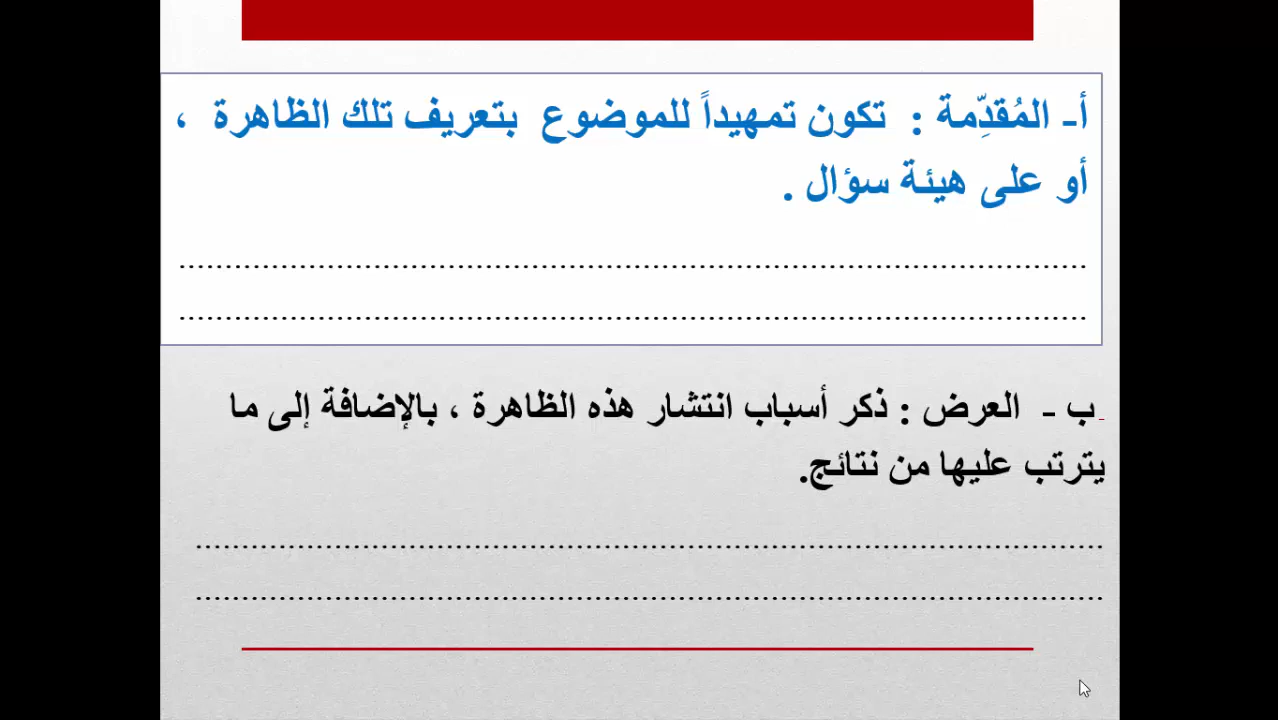 أ- المُقدِّمة : تكون تمهيداً للموضوع بتعريف تلك الظاهرة ،
أو على هيئة سؤال .
................................................................................
................................................................................
ب - العرض : ذكر أسباب انتشار هذه الظاهرة ، بالإضافة إلى ما
يترتب عليها من نتائج.
................................................................................
................................................................................